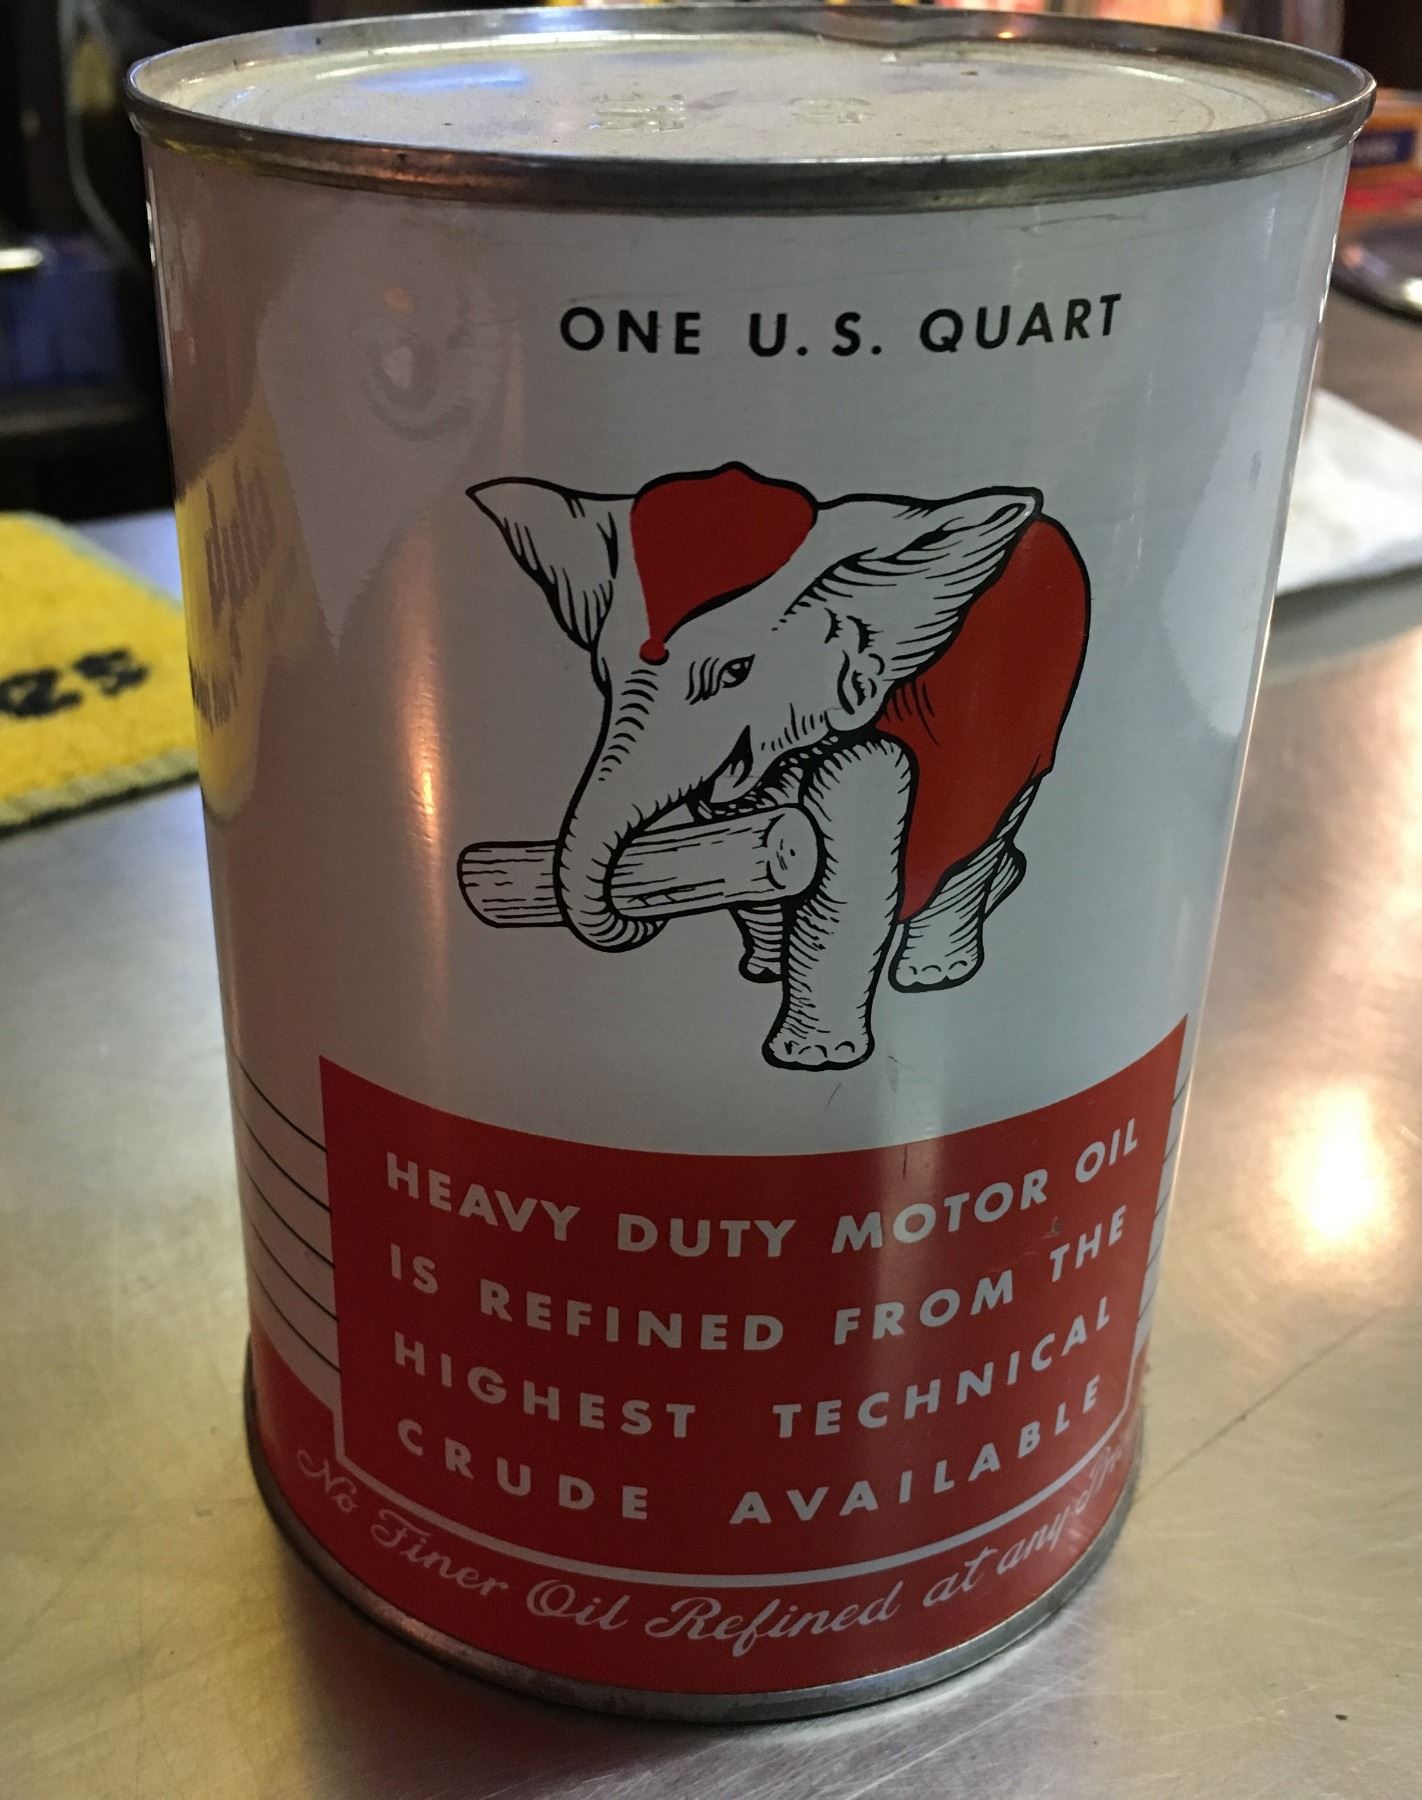 ONE U.S. QUART
HEAVY DUTY MOTOR OIL
IS REFINED FROM THE
HIGHEST TECHNICAL
CRUDE AVAILABLE
No Finer Oil Refined at any